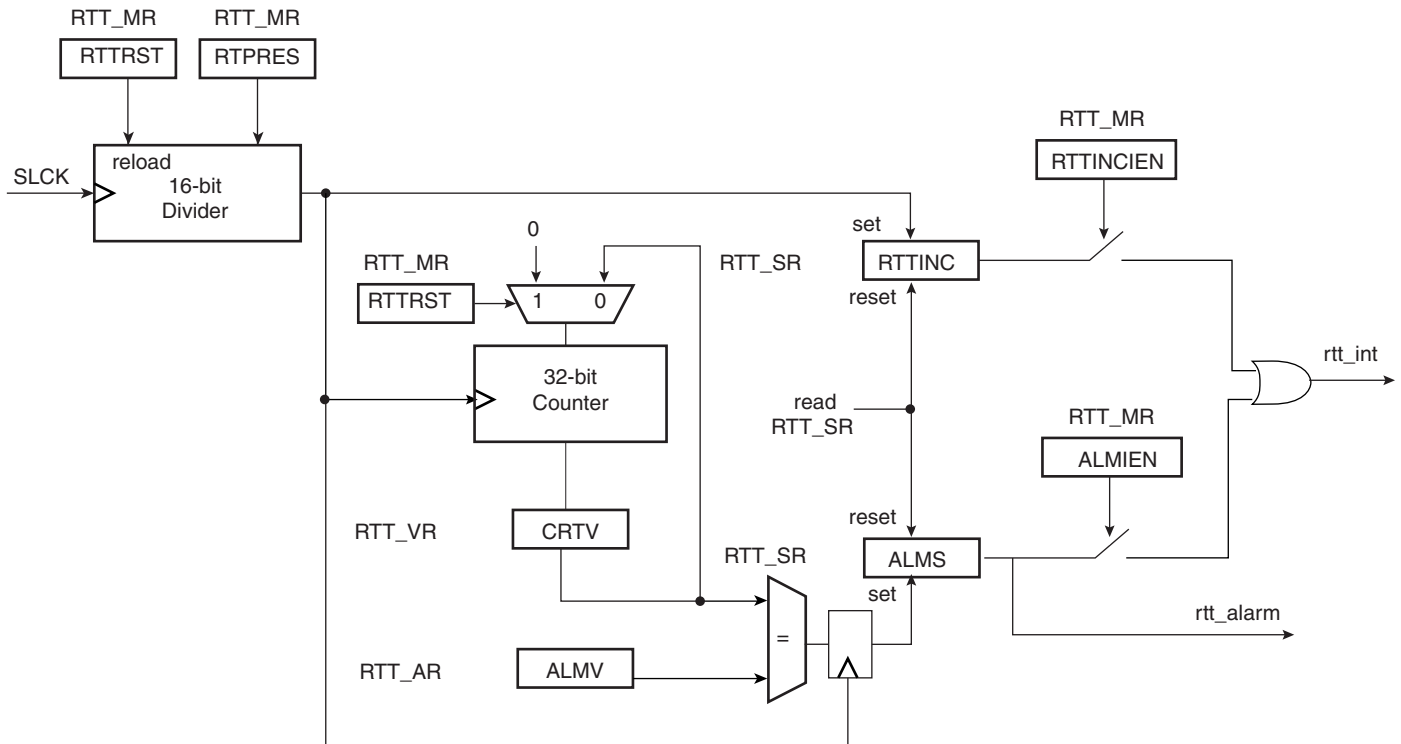 RTT_MR
RTTRST
RTT_MR
RTPRES
reload
16-bit
Divider
SLCK
0
RTT_MR
RTTRST
1 0
RTT_SR
32-bit
Counter
RTT_VR
CRTV
RTT_AR
ALMV
RTT_SR
=
set
RTTINC
reset
RTT_MR
RTTINCIEN
read
RTT_SR
reset
ALMS
set
RTT_MR
ALMIEN
rtt_int
rtt_alarm